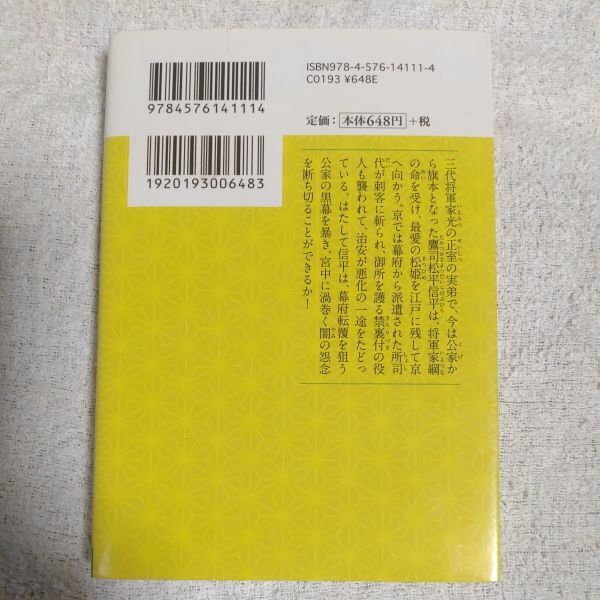 ISBN978-4-576-14111-4
C0193 ¥648E
9784576141114
定価：本体648円+税
1920193006483
三代将軍家光の正室の実弟で、今は公家か
ら旗本となった鷹司松平信平は、将軍家綱
の命を受け、最愛の松姫を江戸に残して京
へ向かう。京では幕府から派遣された所司
代が刺客に斬られ、御所を護る禁裏付の役
人も襲われて、治安が悪化の一途をたどっ
ている。はたして信平は、幕府転覆を狙う
公家の黒幕を暴き、宮中に渦巻く闇の怨念
を断ち切ることができるか！